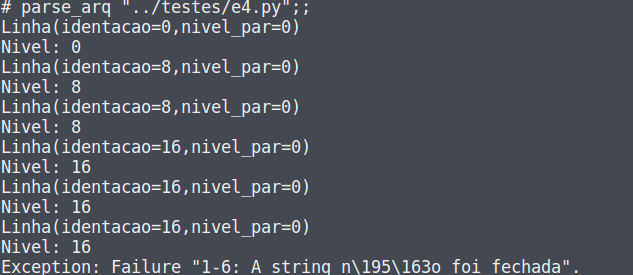 # parse_arq "../testes/e4.py";;
Linha(identacao=0,nivel_par=0)
Nivel: 0
Linha(identacao=8,nivel_par=0)
Nivel: 8
Linha(identacao=8,nivel_par=0)
Nivel: 8
Linha(identacao=16,nivel_par=0)
Nivel: 16
Linha(identacao=16,nivel_par=0)
Nivel: 16
Linha(identacao=16,nivel_par=0)
Nivel: 16
Exception: Failure "1-6: A string n\195\163o foi fechada".